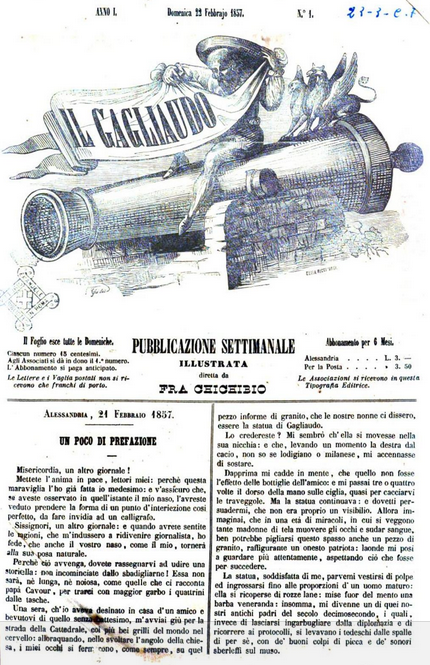 ANNO I.
Domenica 22 Febbrajo 1857.
N.º 1.
IL GAGLIAUDO
Il Foglio esce tutte le Domeniche.
Ciascun numero 15 centesimi.
Agli Associati si dà in dono il 1.º numero.
L'Abbonamento si paga anticipato.
Le Lettere e i Vaglia postali non si ri-
cevono che franchi di porto.
PUBBLICAZIONE SETTIMANALE
ILLUSTRATA
diretta da
FRA CHICHIBIO
Abbonamento per 6 Mesi.
Alessandria . . . . . L. 3. —
Per la Posta . . . . . » 3. 50
Le Associazioni si ricevono in questa
Tipografia Editrice.
ALESSANDRIA, 21 FEBBRAJO 1857.
UN POCO DI PREFAZIONE
Misericordia, un altro giornale!
Mettete l'anima in pace, lettori miei: perchè questa
maraviglia l'ho già fatta io medesimo: e v'assicuro che,
se aveste osservato in quell'istante il mio naso, l'avreste
veduto prendere la forma di un punto d'interiezione così
perfetto, da fare invidia ad un calligrafo.
Sissignori, un altro giornale: e quando avrete sentite
le ragioni, che m'indussero a ridivenire giornalista, ho
fede, che anche il vostro naso, come il mio, tornerà
alla sua posa naturale.
Perchè ciò avvenga, dovete rassegnarvi ad udire una
storiella: non incominciate dallo sbadigliarne! Essa non
sarà, nè lunga, nè noiosa, come quelle che ci racconta
papà Cavour, per trarci con maggior garbo i quattrini
dalle tasche.
Una sera, ch'io aveva desinato in casa d'un amico e
bevutovi di quello senza battesimo, m'avviai giù per la
strada della Cattedrale, coi più bei grilli del mondo nel
cervello: allorquando, nello svoltare l'angolo della chie-
sa, i miei occhi si fermarono, come sempre, su quel
pezzo informe di granito, che le nostre nonne ci dissero,
essere la statua di Gagliaudo.
Lo credereste? Mi sembrò ch'ella si movesse nella
sua nicchia: e che, levando un momento la destra dal
cacio, non so se lodigiano o milanese, mi accennasse
di sostare.
Dapprima mi cadde in mente, che quello non fosse
l'effetto delle bottiglie dell'amico: e mi passai tre o quattro
volte il dorso della mano sulle ciglia, quasi per cacciarvi
le traveggole. Ma la statua continuava: e dovetti per-
suadermi, che non era proprio un visibilio. Allora im-
maginai, che in una età di miracoli, in cui si veggono
tante madonne di tela muovere gli occhi e sudar sangue,
ben potrebbe pigliarsi questo spasso anche un pezzo di
granito, raffigurante un onesto patriota: laonde mi posi
a guardare più attentamente, aspettando ciò che fosse
per succedere.
La statua, soddisfatta di me, parvemi vestirsi di polpe
ed ingrossarsi fino alle proporzioni d'un uomo maturo:
ella si ricoperse di rozze lane: mise fuor del mento una
barba veneranda: insomma, mi divenne un di quei no-
stri antichi padri del secolo decimosecondo, i quali,
invece di lasciarsi ingarbugliare dalla diplomazia e di
ricorrere ai protocolli, si levavano i tedeschi dalle spalle
di per sè, con de' buoni colpi di picca e de' sonori
sberleffi sul muso.